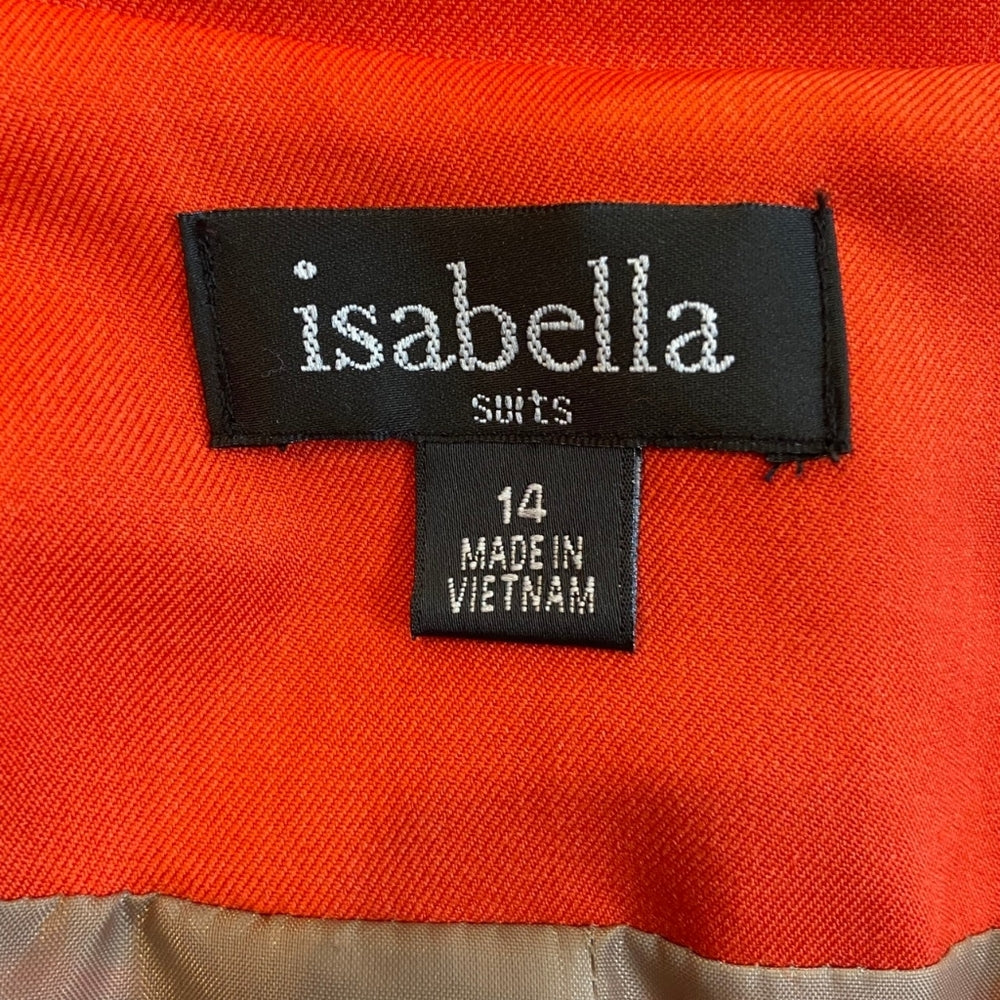 isabella
suits
14
MADE IN
VIETNAM